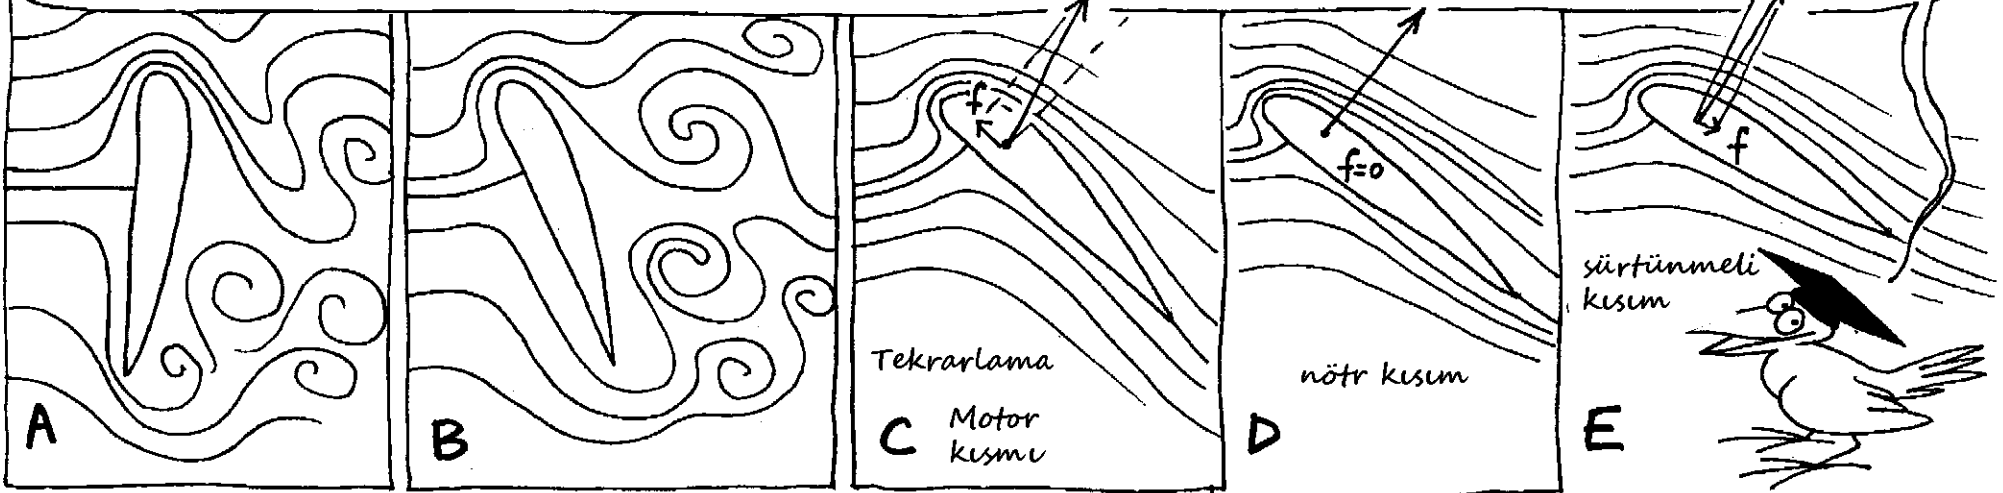 A
B
f
Tekrarlama
C
Motor
kısmı
f=0
nötr kısım
D
f
sürtünmeli
kısım
E